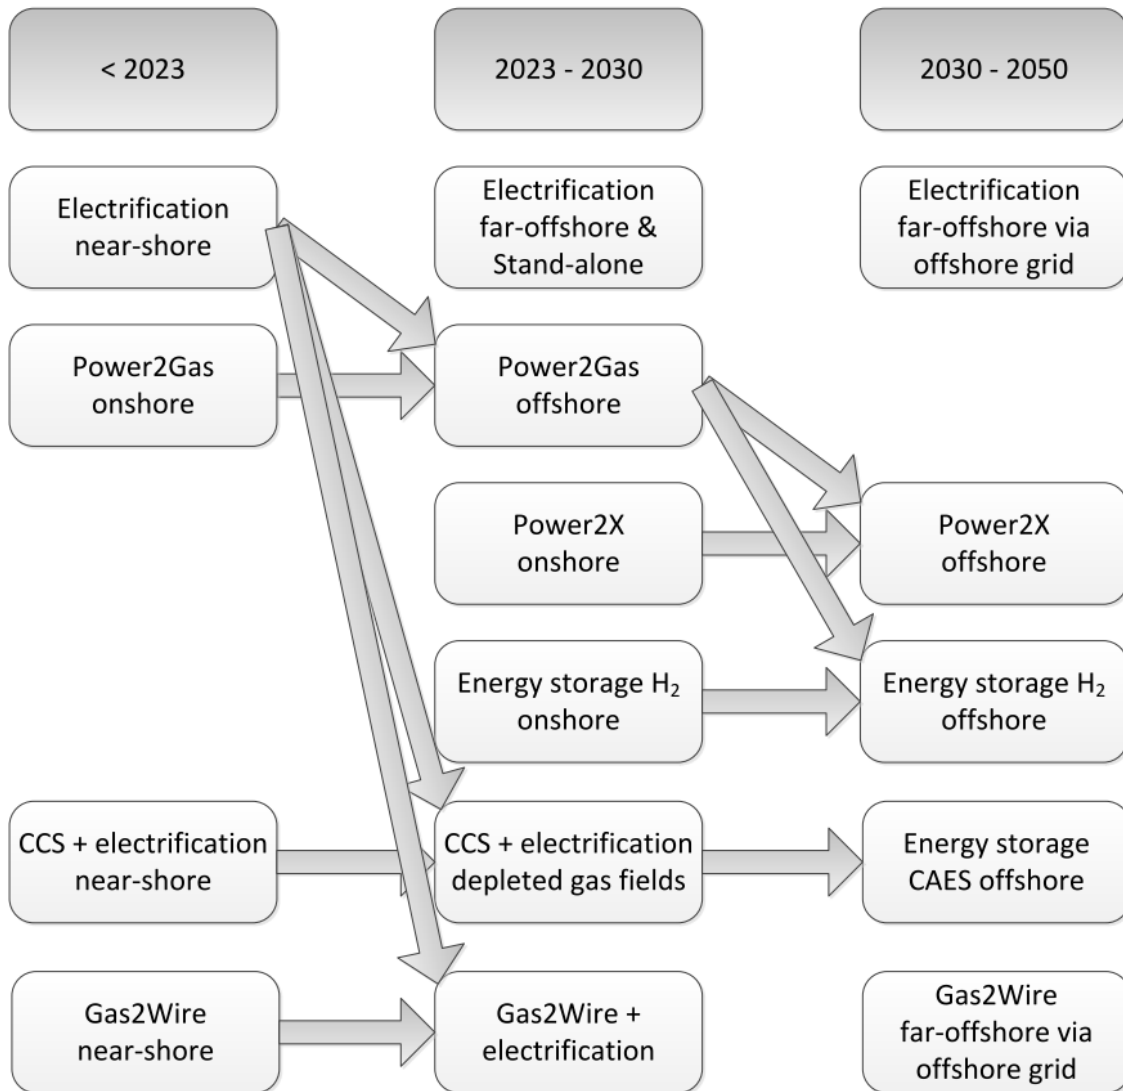 < 2023
2023 - 2030
2030 - 2050
Electrification
near-shore
Electrification
far-offshore &
Stand-alone
Electrification
far-offshore via
offshore grid
Power2Gas
onshore
Power2Gas
offshore
Power2X
onshore
Power2X
offshore
Energy storage H₂
onshore
Energy storage H₂
offshore
CCS + electrification
near-shore
CCS + electrification
depleted gas fields
Energy storage
CAES offshore
Gas2Wire
near-shore
Gas2Wire +
electrification
Gas2Wire
far-offshore via
offshore grid